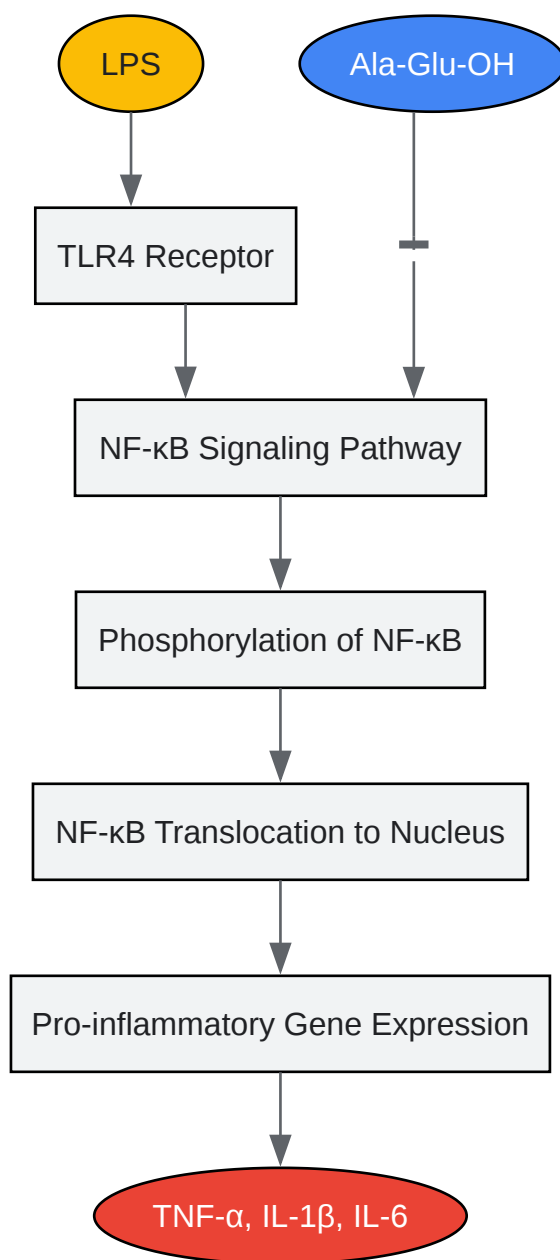 LPS
Ala-Glu-OH
TLR4 Receptor
NF-κB Signaling Pathway
Phosphorylation of NF-κB
NF-κB Translocation to Nucleus
Pro-inflammatory Gene Expression
TNF-α, IL-1β, IL-6